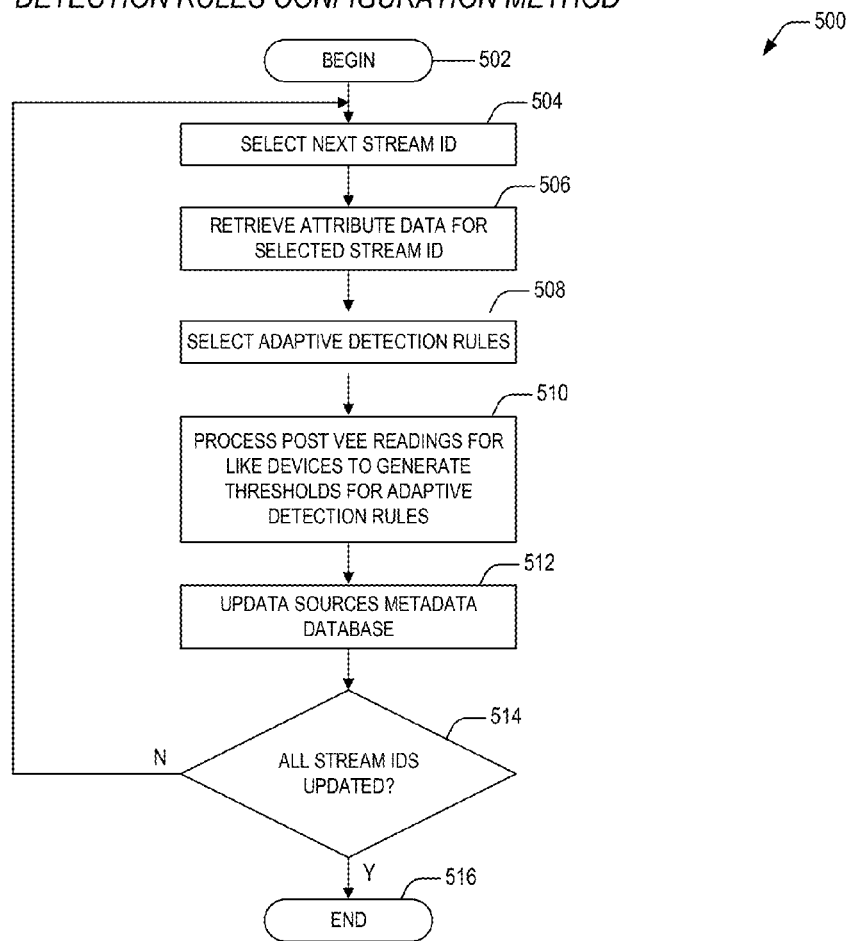 DETECTION RULES CONFIGURATION METHOD
500
BEGIN
502
504
SELECT NEXT STREAM ID
506
RETRIEVE ATTRIBUTE DATA FOR
SELECTED STREAM ID
508
SELECT ADAPTIVE DETECTION RULES
510
PROCESS POST VEE READINGS FOR
LIKE DEVICES TO GENERATE
THRESHOLDS FOR ADAPTIVE
DETECTION RULES
512
UPDATA SOURCES METADATA
DATABASE
514
N
ALL STREAM IDS
UPDATED?
Y
516
END